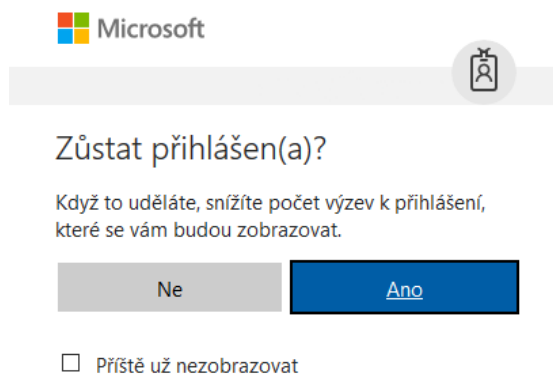 Microsoft
Zůstat přihlášen(a)?
Když to uděláte, snížíte počet výzev k přihlášení,
které se vám budou zobrazovat.
Ne
Ano
Příště už nezobrazovat